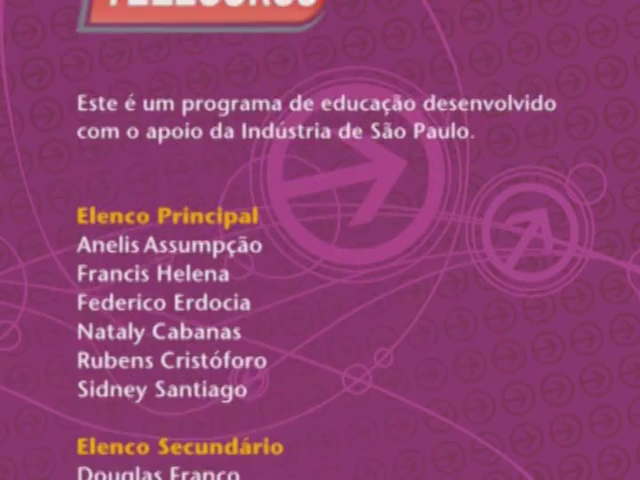 TELECURSO
Este é um programa de educação desenvolvido
com o apoio da Indústria de São Paulo.
Elenco Principal
Anelis Assumpção
Francis Helena
Federico Erdocia
Nataly Cabanas
Rubens Cristóforo
Sidney Santiago
Elenco Secundário
Douglas Franco